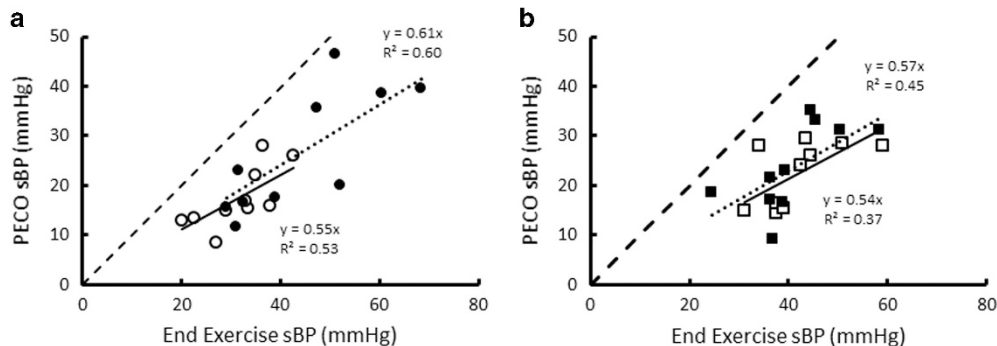 a
50
40
30
20
10
0
PECO sBP (mmHg)
y = 0.61x
R² = 0.60
y = 0.55x
R² = 0.53
0 20 40 60 80
End Exercise sBP (mmHg)
b
50
40
30
20
10
0
PECO sBP (mmHg)
y = 0.57x
R² = 0.45
y = 0.54x
R² = 0.37
0 20 40 60 80
End Exercise sBP (mmHg)